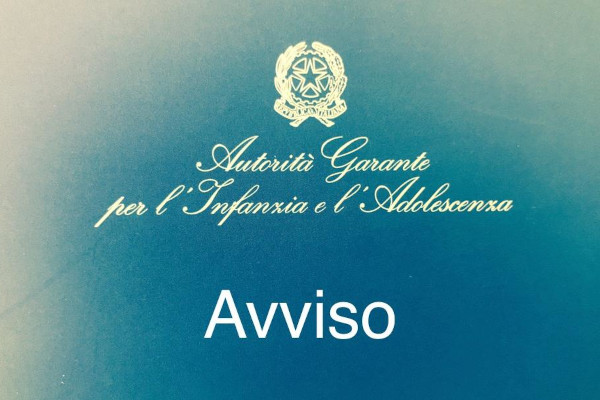 Autorità Garante
per l'Infanzia e l'Adolescenza
Avviso